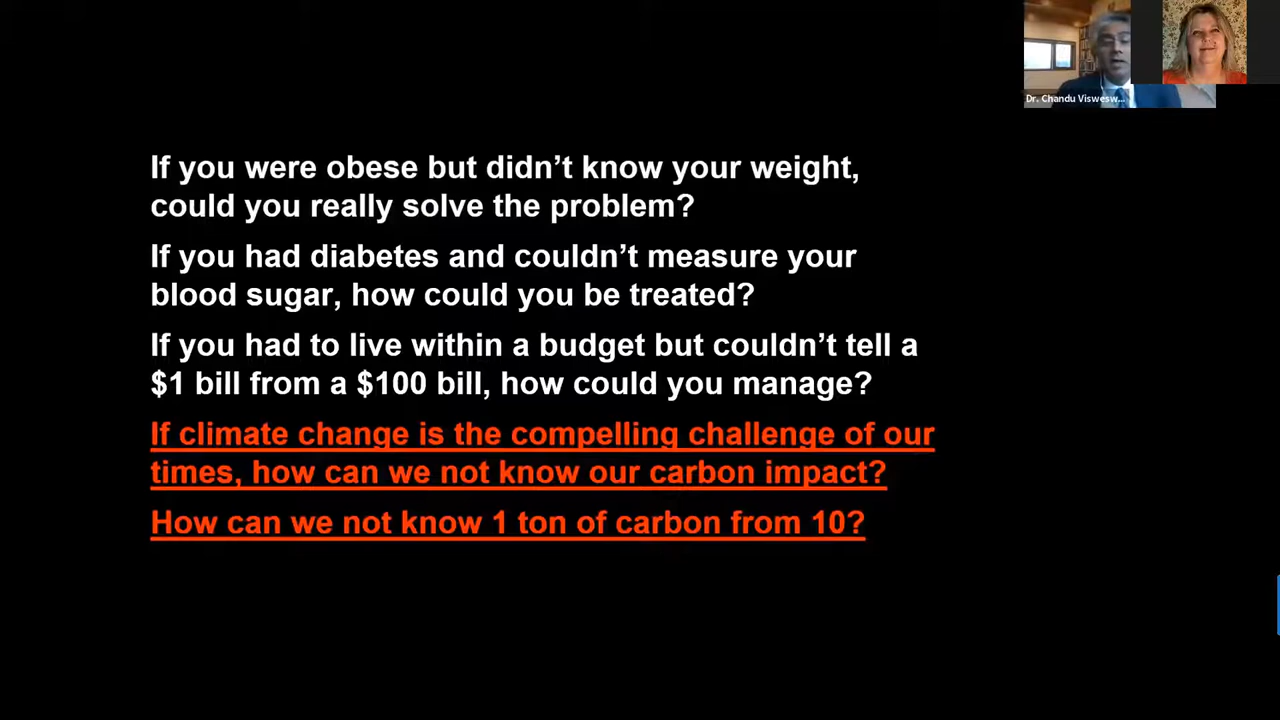 Dr. Chandu Viswesw...
If you were obese but didn’t know your weight,
could you really solve the problem?
If you had diabetes and couldn’t measure your
blood sugar, how could you be treated?
If you had to live within a budget but couldn’t tell a
$1 bill from a $100 bill, how could you manage?
If climate change is the compelling challenge of our
times, how can we not know our carbon impact?
How can we not know 1 ton of carbon from 10?